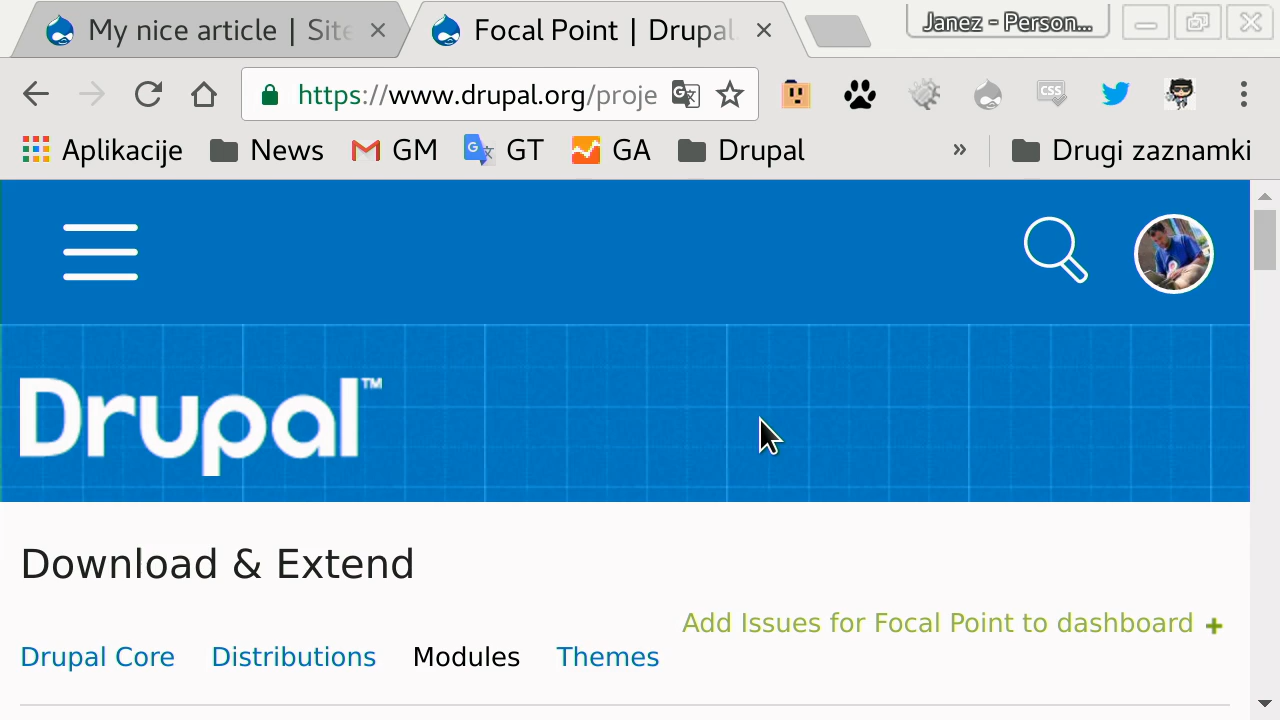 My nice article | Site
Focal Point | Drupal
Janez - Person...
https://www.drupal.org/proje
CSS
Aplikacije
News
GM
GT
GA
Drupal
»
Drugi zaznamki
Drupal™
Download & Extend
Add Issues for Focal Point to dashboard
Drupal Core Distributions Modules Themes